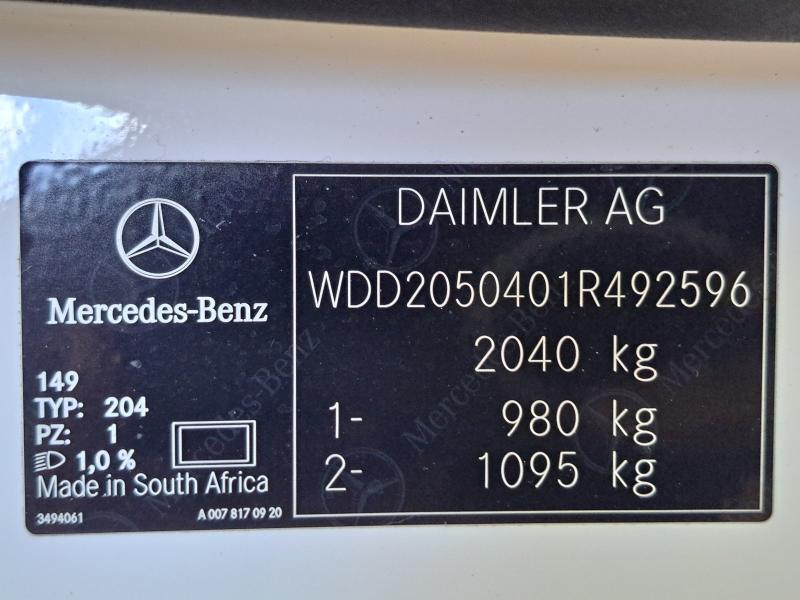 Mercedes-Benz
149
TYP: 204
PZ: 1
1,0 %
Made in South Africa
3494061
A 007 817 09 20
DAIMLER AG
WDD2050401R492596
2040 kg
1- 980 kg
2- 1095 kg